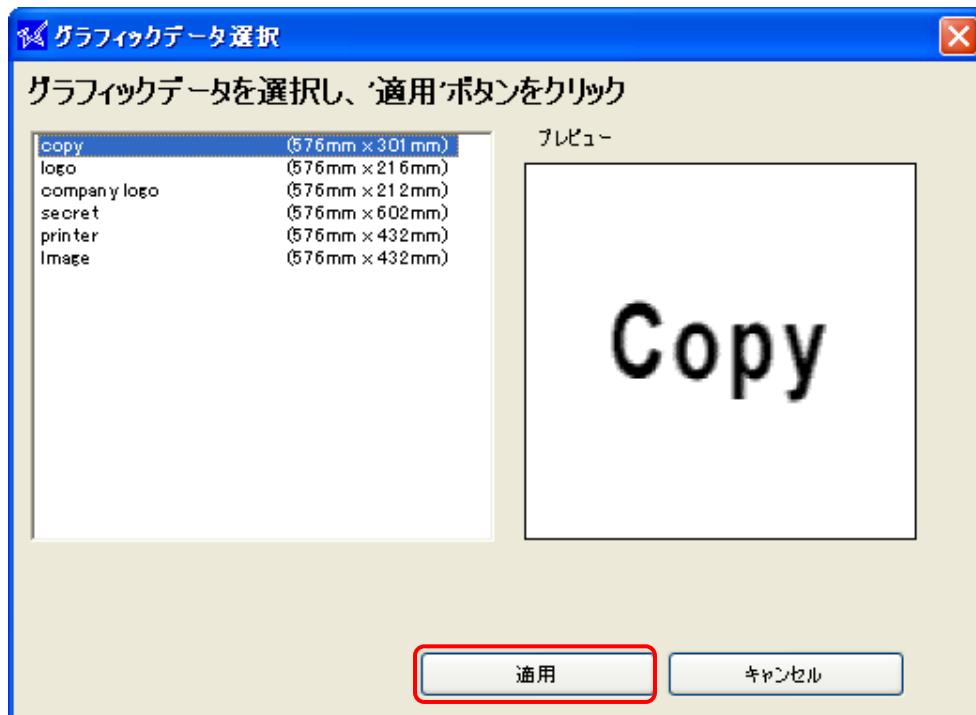 グラフィックデータ選択
グラフィックデータを選択し、'適用'ボタンをクリック
copy (576mm × 301mm)
logo (576mm × 216mm)
company logo (576mm × 212mm)
secret (576mm × 602mm)
printer (576mm × 432mm)
Image (576mm × 432mm)
プレビュー
Copy
適用 キャンセル